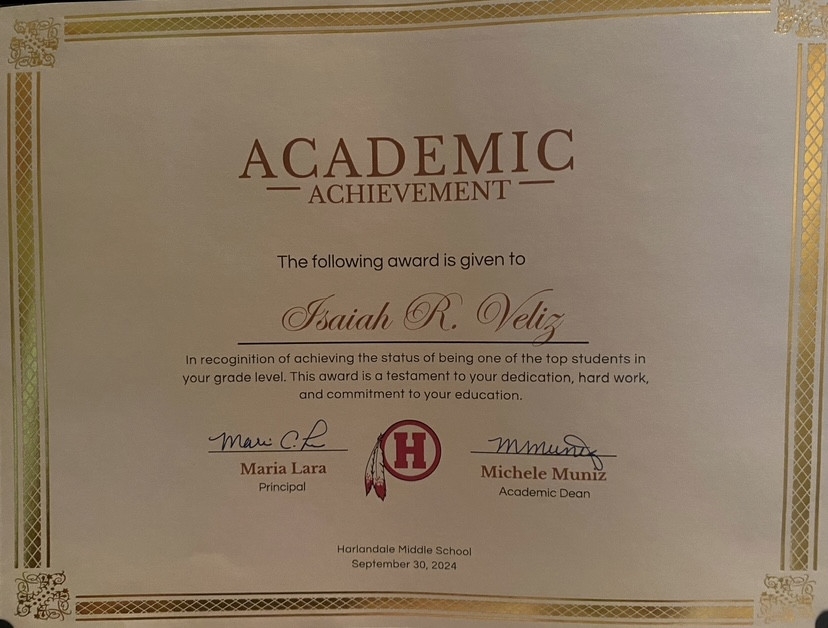 ACADEMIC
ACHIEVEMENT
The following award is given to
Isaiah R. Veliz
In recoginition of achieving the status of being one of the top students in
your grade level. This award is a testament to your dedication, hard work,
and commitment to your education.
H
Maria Lara
Principal
Michele Muniz
Academic Dean
Harlandale Middle School
September 30, 2024